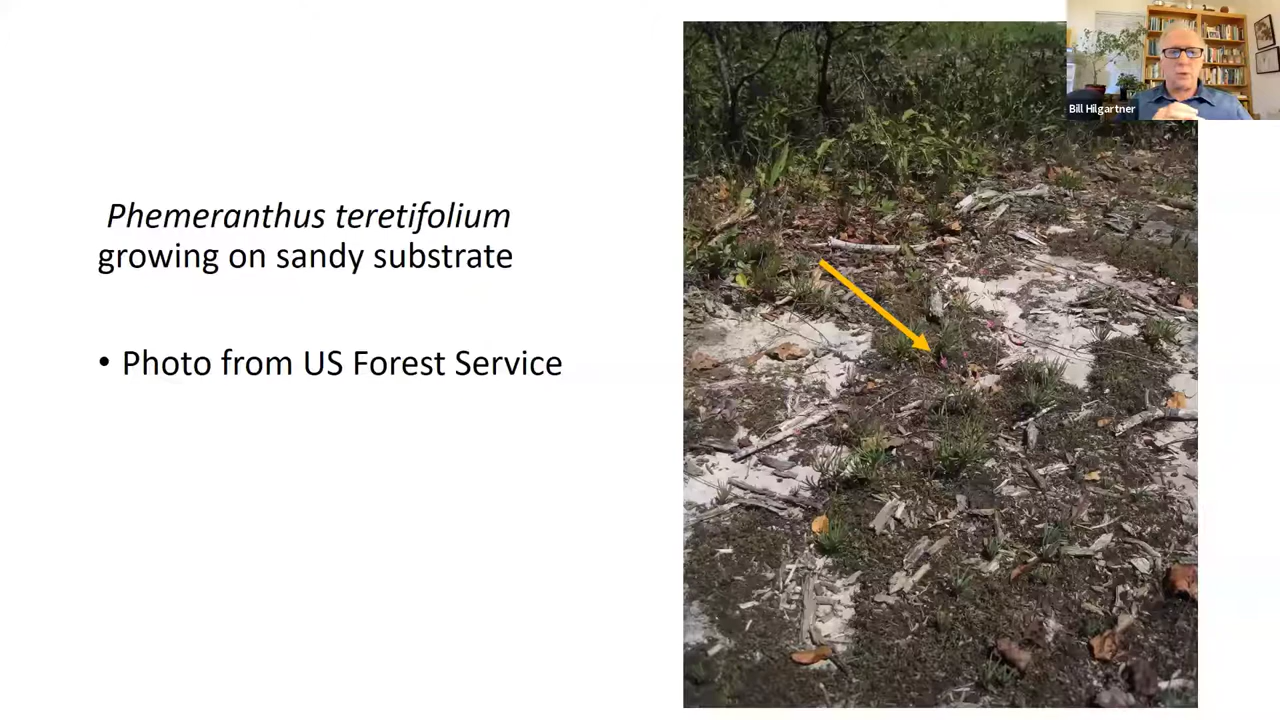 Bill Hilgartner
Phemeranthus teretifolium
growing on sandy substrate
• Photo from US Forest Service